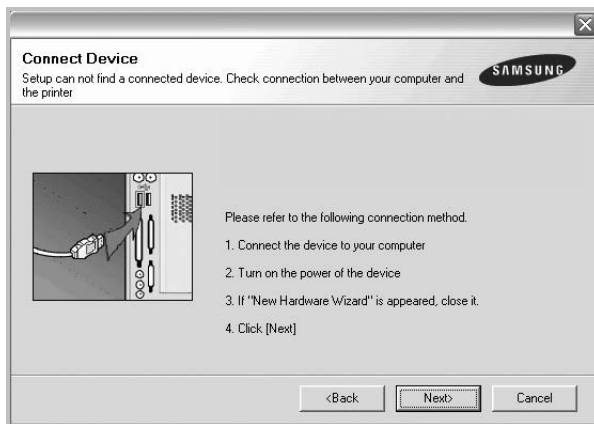 Connect Device
Setup can not find a connected device. Check connection between your computer and
the printer
SAMSUNG
Please refer to the following connection method.
1. Connect the device to your computer
2. Turn on the power of the device
3. If "New Hardware Wizard" is appeared, close it.
4. Click [Next]
<Back
Next>
Cancel